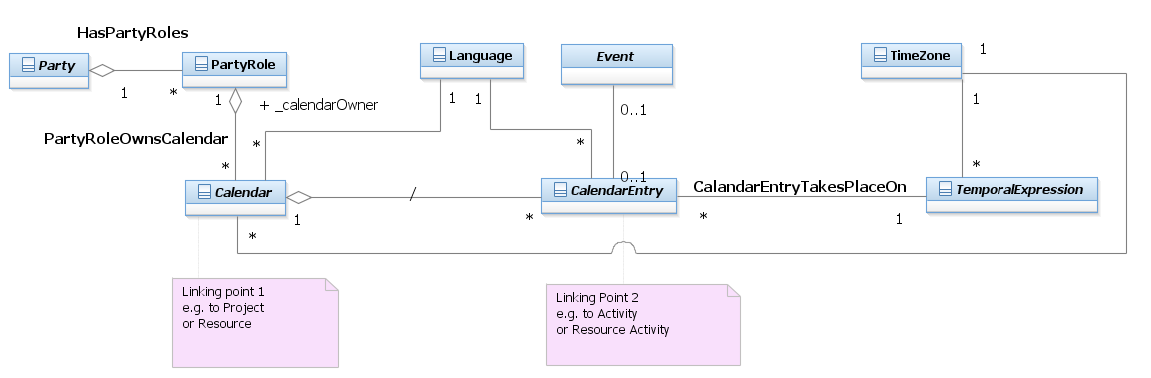 HasPartyRoles
Party
1
*
PartyRole
1
+ _calendarOwner
PartyRoleOwnsCalendar
*
Language
1
1
*
*
Event
0..1
0..1
TimeZone
1
1
*
Calendar
1
*
/
*
CalendarEntry
CalandarEntryTakesPlaceOn
*
1
TemporalExpression
Linking point 1
e.g. to Project
or Resource
Linking Point 2
e.g. to Activity
or Resource Activity